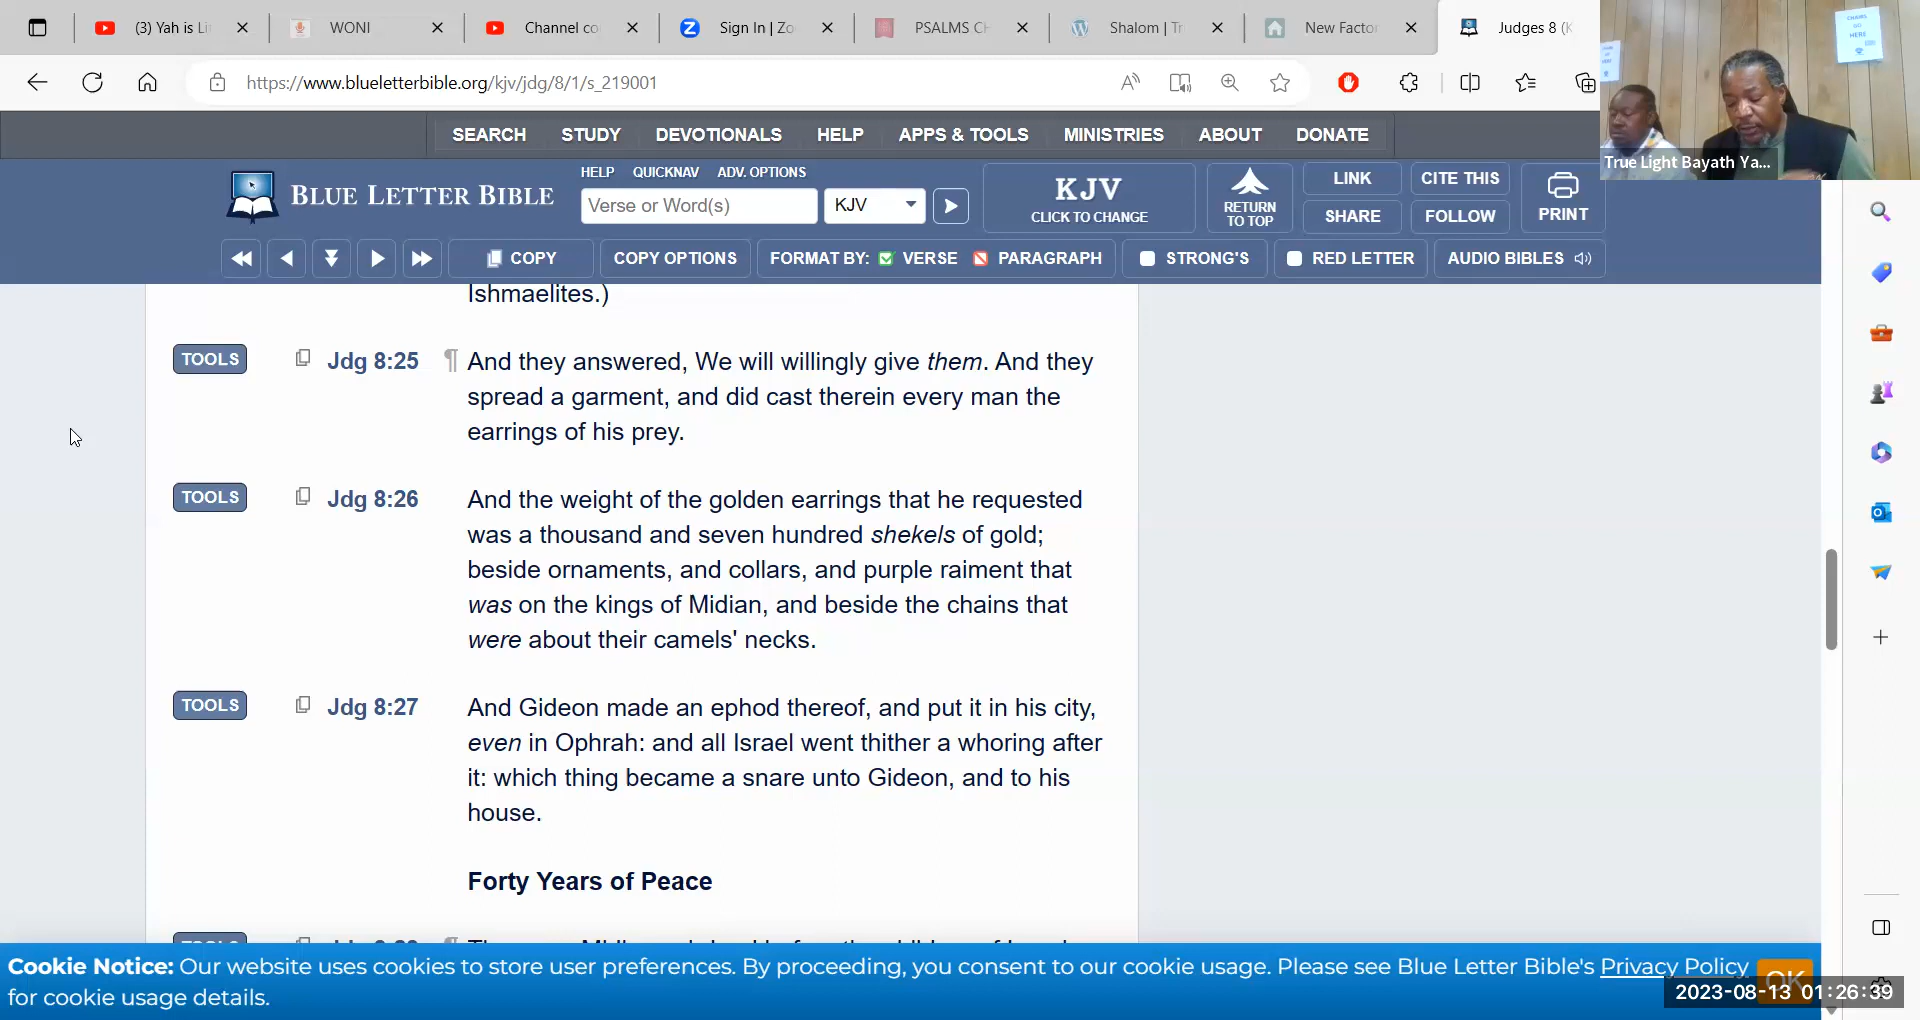 (3) Yah is Li
WONI
Channel co
Sign In | Zo
PSALMS CH
Shalom | Tr
New Factor
Judges 8 (K
CHAIRS GO HERE
https://www.blueletterbible.org/kjv/jdg/8/1/s_219001
SEARCH STUDY DEVOTIONALS HELP APPS & TOOLS MINISTRIES ABOUT DONATE
True Light Bayath Ya...
HELP QUICKNAV ADV. OPTIONS
BLUE LETTER BIBLE
Verse or Word(s)
KJV
KJV
CLICK TO CHANGE
RETURN
TO TOP
LINK
CITE THIS
SHARE
FOLLOW
PRINT
COPY COPY OPTIONS FORMAT BY: VERSE PARAGRAPH STRONG'S RED LETTER AUDIO BIBLES
Ishmaelites.)
TOOLS Jdg 8:25 ¶ And they answered, We will willingly give them. And they
spread a garment, and did cast therein every man the
earrings of his prey.
TOOLS Jdg 8:26 And the weight of the golden earrings that he requested
was a thousand and seven hundred shekels of gold;
beside ornaments, and collars, and purple raiment that
was on the kings of Midian, and beside the chains that
were about their camels' necks.
TOOLS Jdg 8:27 And Gideon made an ephod thereof, and put it in his city,
even in Ophrah: and all Israel went thither a whoring after
it: which thing became a snare unto Gideon, and to his
house.
Forty Years of Peace
Cookie Notice: Our website uses cookies to store user preferences. By proceeding, you consent to our cookie usage. Please see Blue Letter Bible's Privacy Policy
for cookie usage details.
OK
2023-08-13 01:26:39